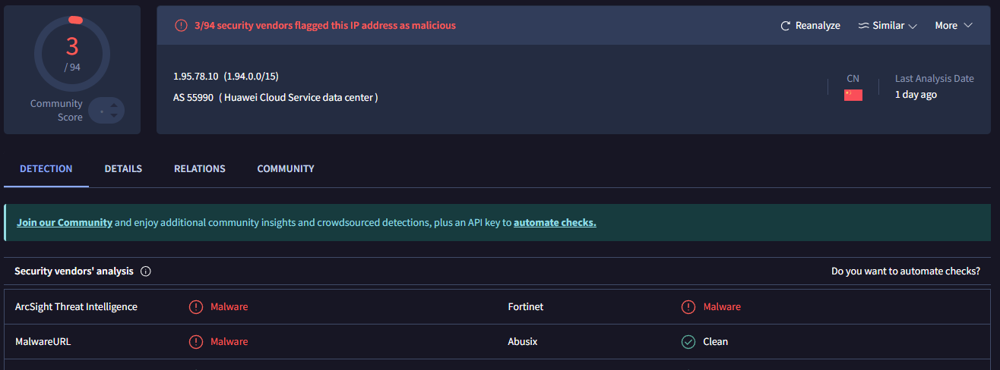 3
/ 94
Community Score
3/94 security vendors flagged this IP address as malicious
Reanalyze
Similar
More
1.95.78.10 (1.94.0.0/15)
AS 55990 ( Huawei Cloud Service data center )
CN
Last Analysis Date
1 day ago
DETECTION DETAILS RELATIONS COMMUNITY
Join our Community and enjoy additional community insights and crowdsourced detections, plus an API key to automate checks.
Security vendors' analysis
Do you want to automate checks?
ArcSight Threat Intelligence Malware Fortinet Malware
MalwareURL Malware Abusix Clean